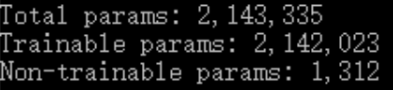 Total params: 2,143,335
Trainable params: 2,142,023
Non-trainable params: 1,312